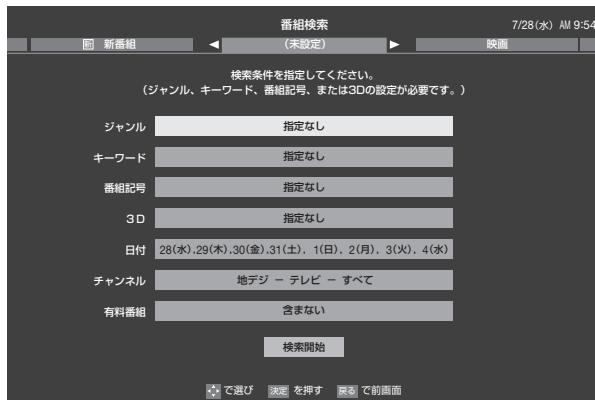 番組検索 7/28(水) AM 9:54
新 新番組 ◀ (未設定) ▶ 映画
検索条件を指定してください。
(ジャンル、キーワード、番組記号、または3Dの設定が必要です。)
ジャンル 指定なし
キーワード 指定なし
番組記号 指定なし
3D 指定なし
日付 28(水).29(木).30(金).31(土). 1(日). 2(月). 3(火). 4(水)
チャンネル 地デジ − テレビ − すべて
有料番組 含まない
検索開始
で選び 決定 を押す 戻る で前画面